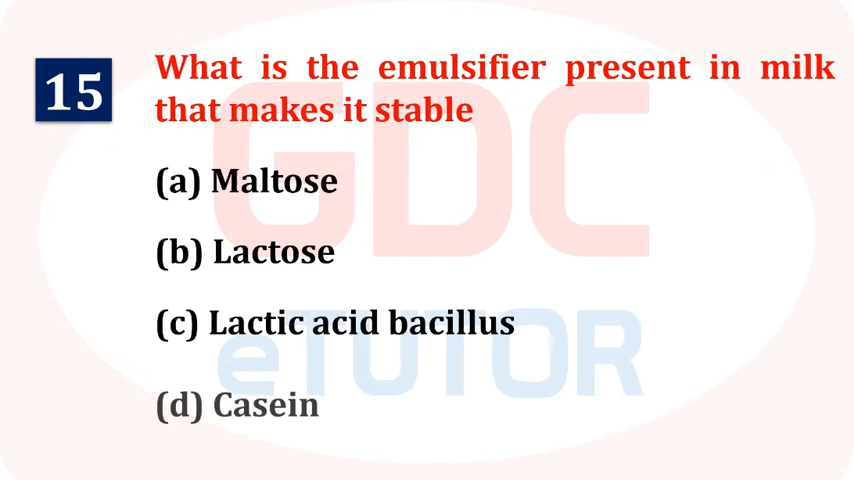 15
What is the emulsifier present in milk
that makes it stable
(a) Maltose
(b) Lactose
(c) Lactic acid bacillus
(d) Casein
GDC
eTUTOR